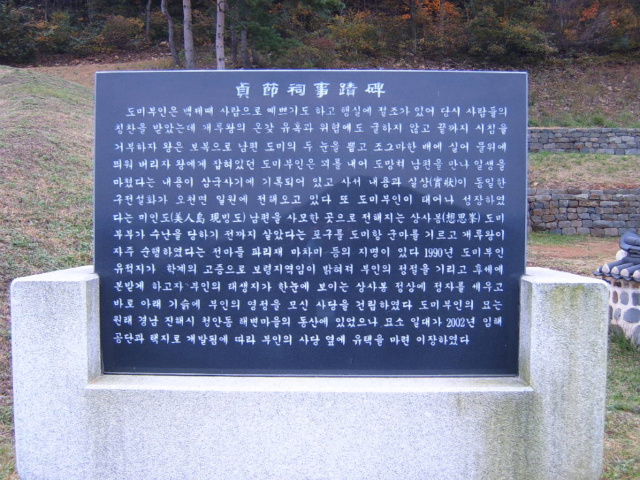 貞節祠事蹟碑
도미부인은 백제때 사람으로 예쁘기도 하고 행실에 절조가 있어 당시 사람들의
칭찬을 받았는데 개루왕의 온갖 유혹과 위협에도 굴하지 않고 끝까지 시침을
거부하자 왕은 보복으로 남편 도미의 두 눈을 뽑고 조그마한 배에 실어 물위에
띄워 버리자 왕에게 잡혀있던 도미부인은 꾀를 내어 도망쳐 남편을 만나 일생을
마쳤다는 내용이 삼국사기에 기록되어 있고 사서 내용과 실상(實狀)이 동일한
구전설화가 오천면 일원에 전해오고 있다 또 도미부인이 태어나 성장하였
다는 미인도(美人島 現빙도) 남편을 사모한 곳으로 전해지는 상사봉(想思峯) 도미
부부가 수난을 당하기 전까지 살았다는 포구를 도미항 군마를 기르고 개루왕이
자주 순행하였다는 전마들 파리재 마차미 등의 지명이 있다 1990년 도미부인
유적지가 학계의 고증으로 보령지역임이 밝혀져 부인의 정절을 기리고 후세에
본받게 하고자 부인의 태생지가 한눈에 보이는 상사봉 정상에 정자를 세우고
바로 아래 기슭에 부인의 영정을 모신 사당을 건립하였다 도미부인의 묘는
원래 경남 진해시 청안동 해변마을의 동산에 있었으나 묘소 일대가 2002년 임해
공단과 택지로 개발됨에 따라 부인의 사당 옆에 유택을 마련 이장하였다